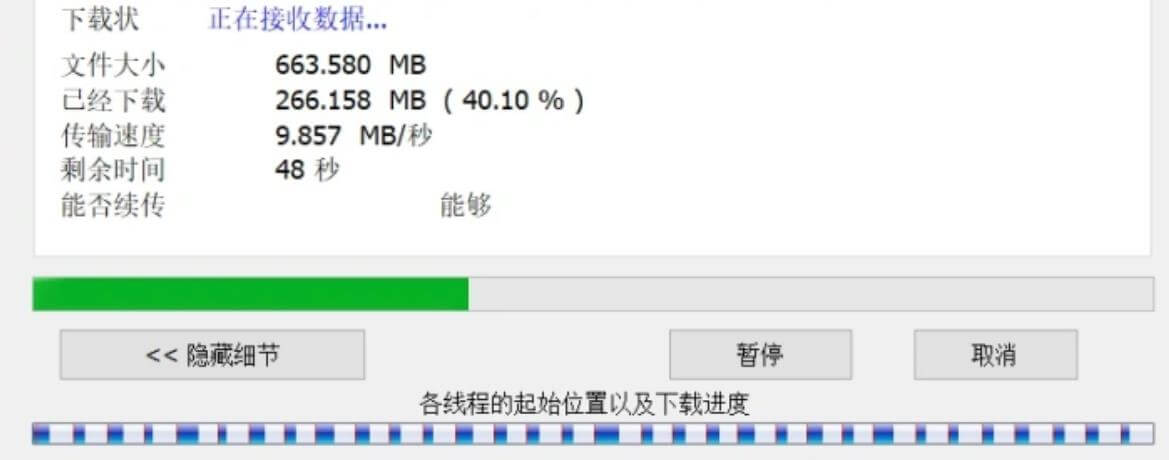 下载状 正在接收数据...
文件大小 663.580 MB
已经下载 266.158 MB ( 40.10 % )
传输速度 9.857 MB/秒
剩余时间 48 秒
能否续传 能够
<< 隐藏细节 暂停 取消
各线程的起始位置以及下载进度